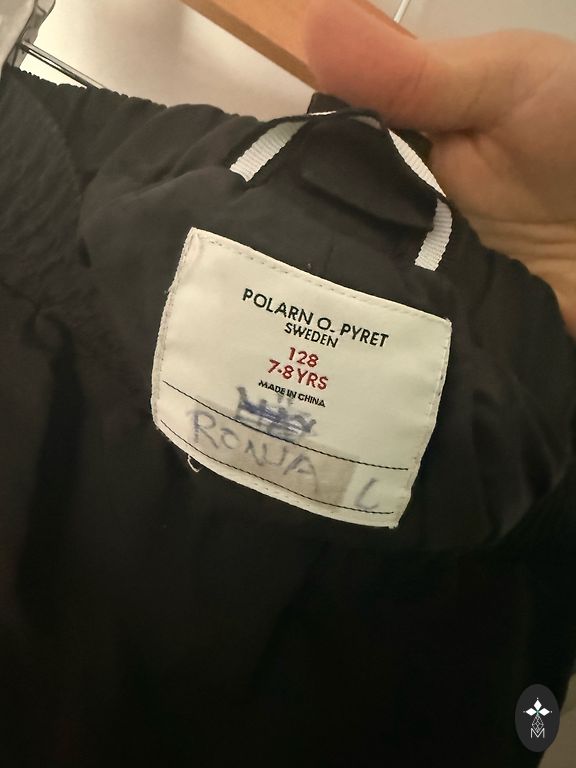 POLARN O. PYRET
SWEDEN
128
7-8 YRS
MADE IN CHINA
RONJA L
M